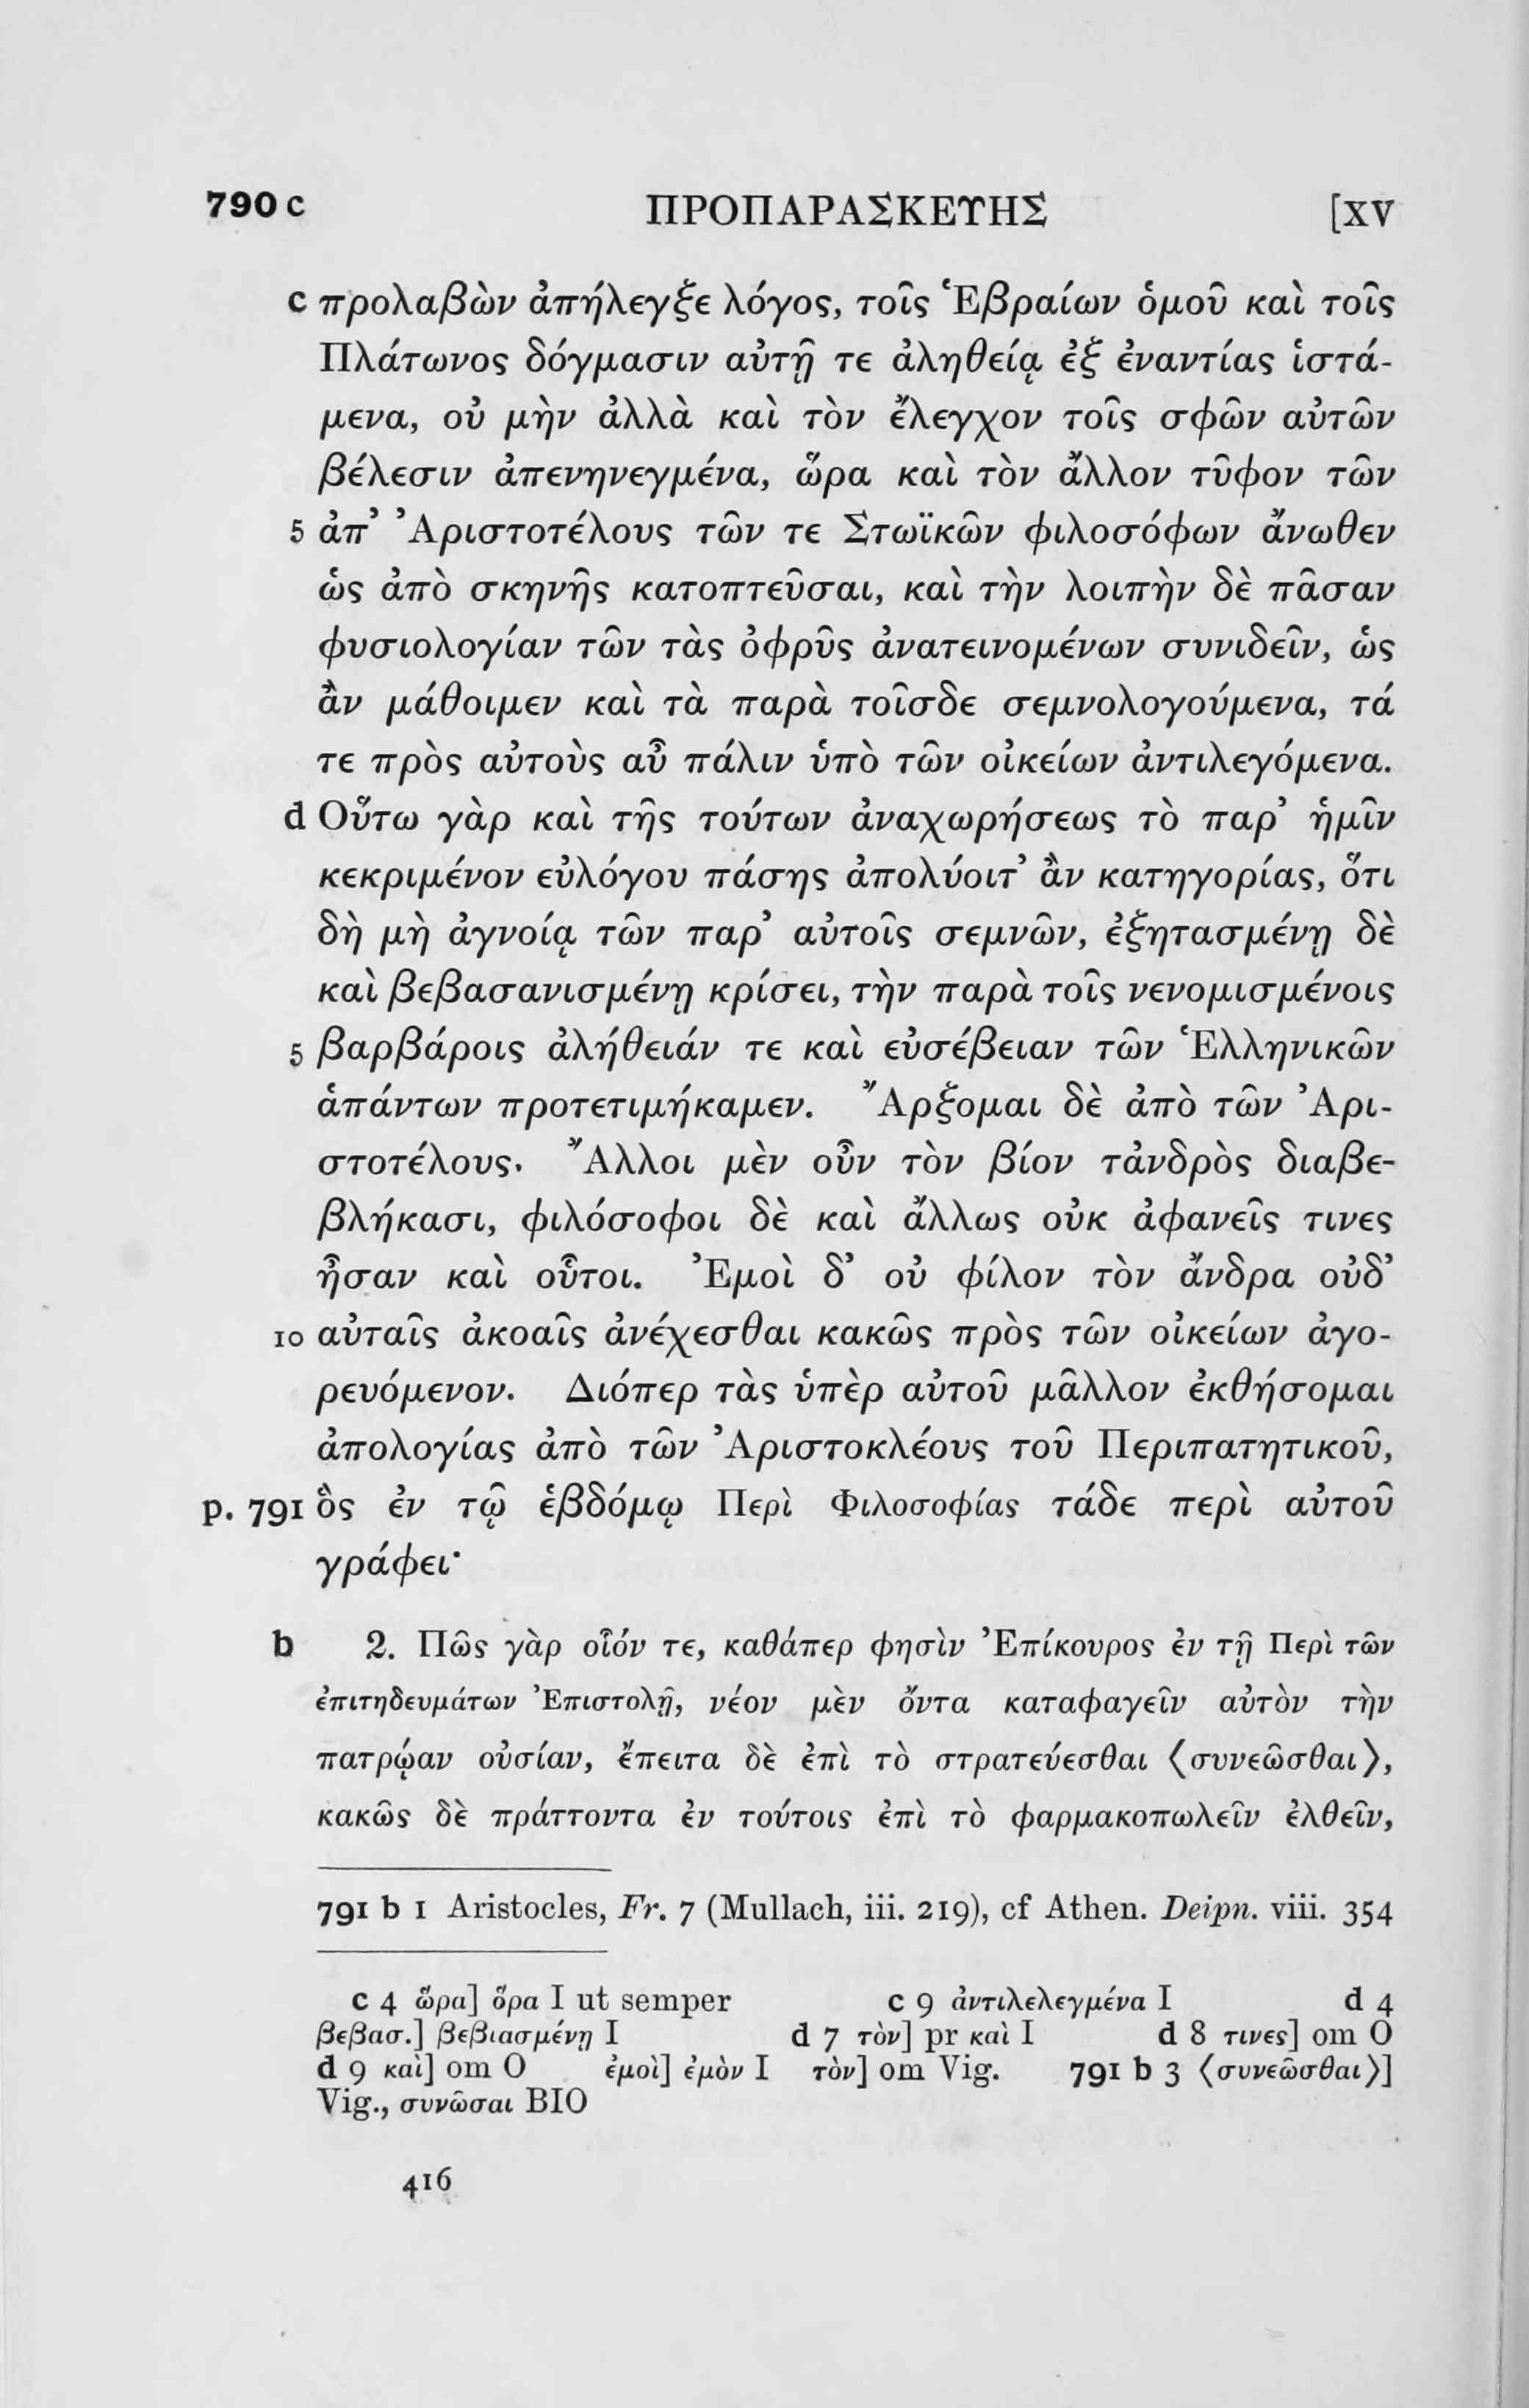 790 c ΠΡΟΠΑΡΑΣΚΕΥΗΣ [XV
c προλαβὼν ἀπήλεγξε λόγος, τοῖς Ἑβραίων ὁμοῦ καὶ τοῖς
Πλάτωνος δόγμασιν αὐτῇ τε ἀληθείᾳ ἐξ ἐναντίας ἱστά-
μενα, οὐ μὴν ἀλλὰ καὶ τὸν ἔλεγχον τοῖς σφῶν αὐτῶν
βέλεσιν ἀπενηνεγμένα, ὥρα καὶ τὸν ἄλλον τῦφον τῶν
5 ἀπ’ Ἀριστοτέλους τῶν τε Στωϊκῶν φιλοσόφων ἄνωθεν
ὡς ἀπὸ σκηνῆς κατοπτεῦσαι, καὶ τὴν λοιπὴν δὲ πᾶσαν
φυσιολογίαν τῶν τὰς ὀφρῦς ἀνατεινομένων συνιδεῖν, ὡς
ἂν μάθοιμεν καὶ τὰ παρὰ τοῖσδε σεμνολογούμενα, τά
τε πρὸς αὐτοὺς αὖ πάλιν ὑπὸ τῶν οἰκείων ἀντιλεγόμενα.
d Οὕτω γὰρ καὶ τῆς τούτων ἀναχωρήσεως τὸ παρ’ ἡμῖν
κεκριμένον εὐλόγου πάσης ἀπολύοιτ’ ἂν κατηγορίας, ὅτι
δὴ μὴ ἀγνοίᾳ τῶν παρ’ αὐτοῖς σεμνῶν, ἐξητασμένῃ δὲ
καὶ βεβασανισμένῃ κρίσει, τὴν παρὰ τοῖς νενομισμένοις
5 βαρβάροις ἀλήθειάν τε καὶ εὐσέβειαν τῶν Ἑλληνικῶν
ἁπάντων προτετιμήκαμεν. Ἄρξομαι δὲ ἀπὸ τῶν Ἀρι-
στοτέλους. Ἄλλοι μὲν οὖν τὸν βίον τἀνδρὸς διαβε-
βλήκασι, φιλόσοφοι δὲ καὶ ἄλλως οὐκ ἀφανεῖς τινες
ἦσαν καὶ οὗτοι. Ἐμοὶ δ’ οὐ φίλον τὸν ἄνδρα οὐδ’
10 αὐταῖς ἀκοαῖς ἀνέχεσθαι κακῶς πρὸς τῶν οἰκείων ἀγο-
ρευόμενον. Διόπερ τὰς ὑπὲρ αὐτοῦ μᾶλλον ἐκθήσομαι
ἀπολογίας ἀπὸ τῶν Ἀριστοκλέους τοῦ Περιπατητικοῦ,
p. 791 ὃς ἐν τῷ ἑβδόμῳ Περὶ Φιλοσοφίας τάδε περὶ αὐτοῦ
γράφει·
b 2. Πῶς γὰρ οἷόν τε, καθάπερ φησὶν Ἐπίκουρος ἐν τῇ Περὶ τῶν
ἐπιτηδευμάτων Ἐπιστολῇ, νέον μὲν ὄντα καταφαγεῖν αὐτὸν τὴν
πατρῴαν οὐσίαν, ἔπειτα δὲ ἐπὶ τὸ στρατεύεσθαι ⟨συνεῶσθαι⟩,
κακῶς δὲ πράττοντα ἐν τούτοις ἐπὶ τὸ φαρμακοπωλεῖν ἐλθεῖν,
791 b 1 Aristocles, Fr. 7 (Mullach, iii. 219), cf Athen. Deipn. viii. 354
c 4 ὥρα] ὅρα I ut semper c 9 ἀντιλελεγμένα I d 4
βεβασ.] βεβιασμένῃ I d 7 τὸν] pr καὶ I d 8 τινες] om O
d 9 καὶ] om O ἐμοὶ] ἐμὸν I τὸν] om Vig. 791 b 3 ⟨συνεῶσθαι⟩]
Vig., συνῶσαι BIO
416